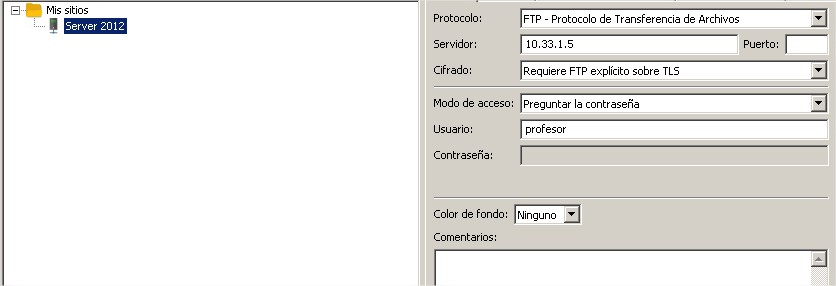 Mis sitios
Server 2012
Protocolo: FTP - Protocolo de Transferencia de Archivos
Servidor: 10.33.1.5 Puerto:
Cifrado: Requiere FTP explícito sobre TLS
Modo de acceso: Preguntar la contraseña
Usuario: profesor
Contraseña:
Color de fondo: Ninguno
Comentarios: